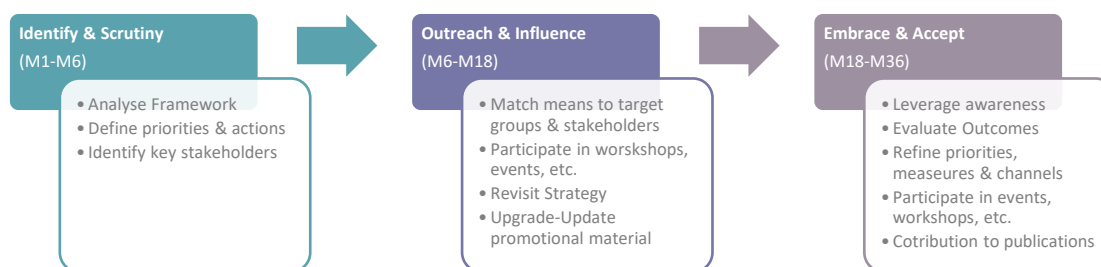 Identify & Scrutiny
(M1-M6)
• Analyse Framework
• Define priorities & actions
• Identify key stakeholders
Outreach & Influence
(M6-M18)
• Match means to target
groups & stakeholders
• Participate in worskshops,
events, etc.
• Revisit Strategy
• Upgrade-Update
promotional material
Embrace & Accept
(M18-M36)
• Leverage awareness
• Evaluate Outcomes
• Refine priorities,
measeures & channels
• Participate in events,
workshops, etc.
• Cotribution to publications